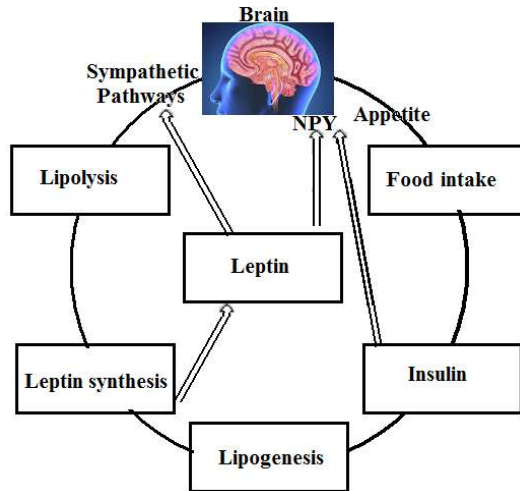 Brain
Sympathetic
Pathways
NPY
Appetite
Lipolysis
Food intake
Leptin
Leptin synthesis
Insulin
Lipogenesis